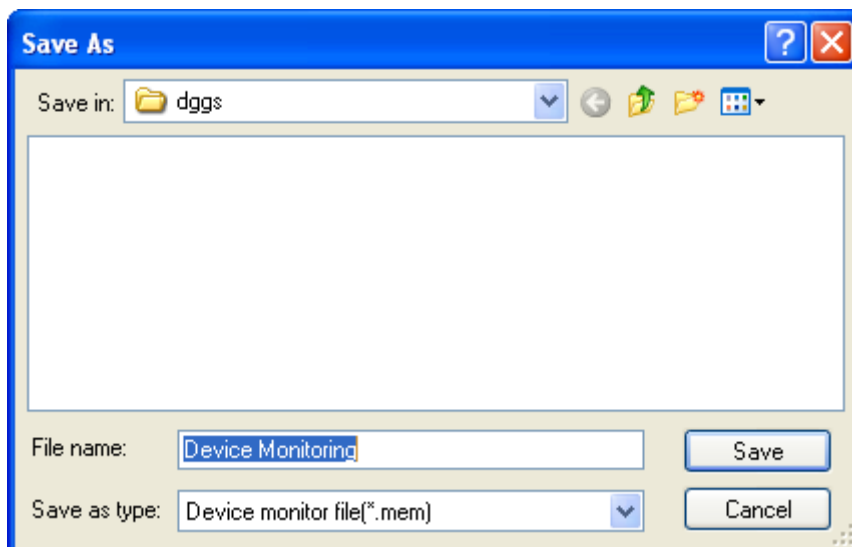 Save As
Save in: dggs
File name: Device Monitoring Save
Save as type: Device monitor file(*.mem) Cancel